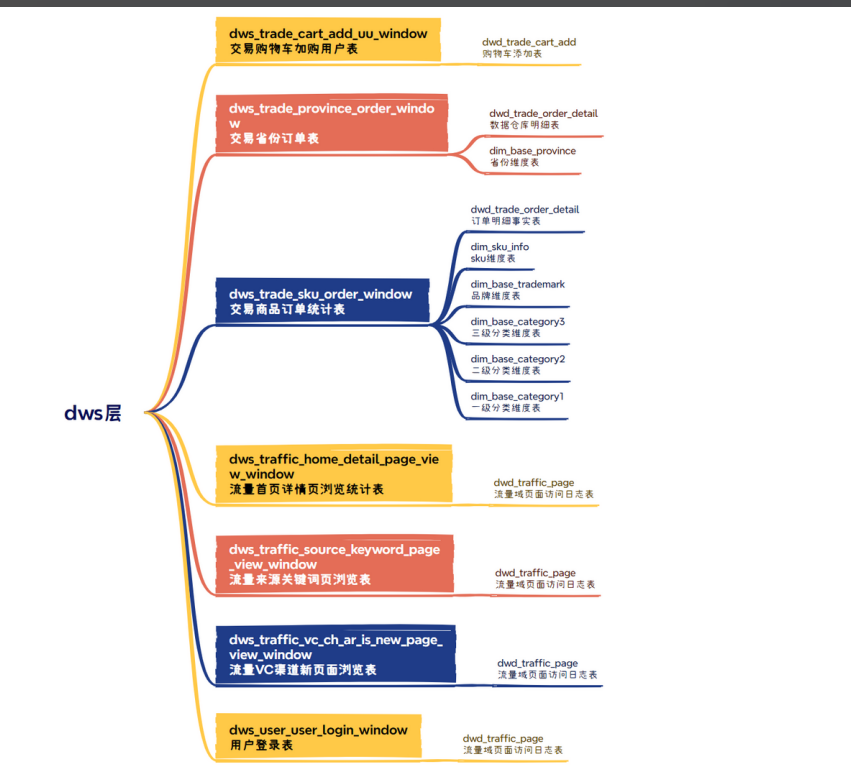 dws层
dws_trade_cart_add_uu_window
交易购物车加购用户表
dwd_trade_cart_add
购物车添加表
dws_trade_province_order_windo
w
交易省份订单表
dwd_trade_order_detail
数据仓库明细表
dim_base_province
省份维度表
dws_trade_sku_order_window
交易商品订单统计表
dwd_trade_order_detail
订单明细事实表
dim_sku_info
sku维度表
dim_base_trademark
品牌维度表
dim_base_category3
三级分类维度表
dim_base_category2
二级分类维度表
dim_base_category1
一级分类维度表
dws_traffic_home_detail_page_vie
w_window
流量首页详情页浏览统计表
dwd_traffic_page
流量域页面访问日志表
dws_traffic_source_keyword_page
_view_window
流量来源关键词页浏览表
dwd_traffic_page
流量域页面访问日志表
dws_traffic_vc_ch_ar_is_new_page_
view_window
流量VC渠道新页面浏览表
dwd_traffic_page
流量域页面访问日志表
dws_user_user_login_window
用户登录表
dwd_traffic_page
流量域页面访问日志表